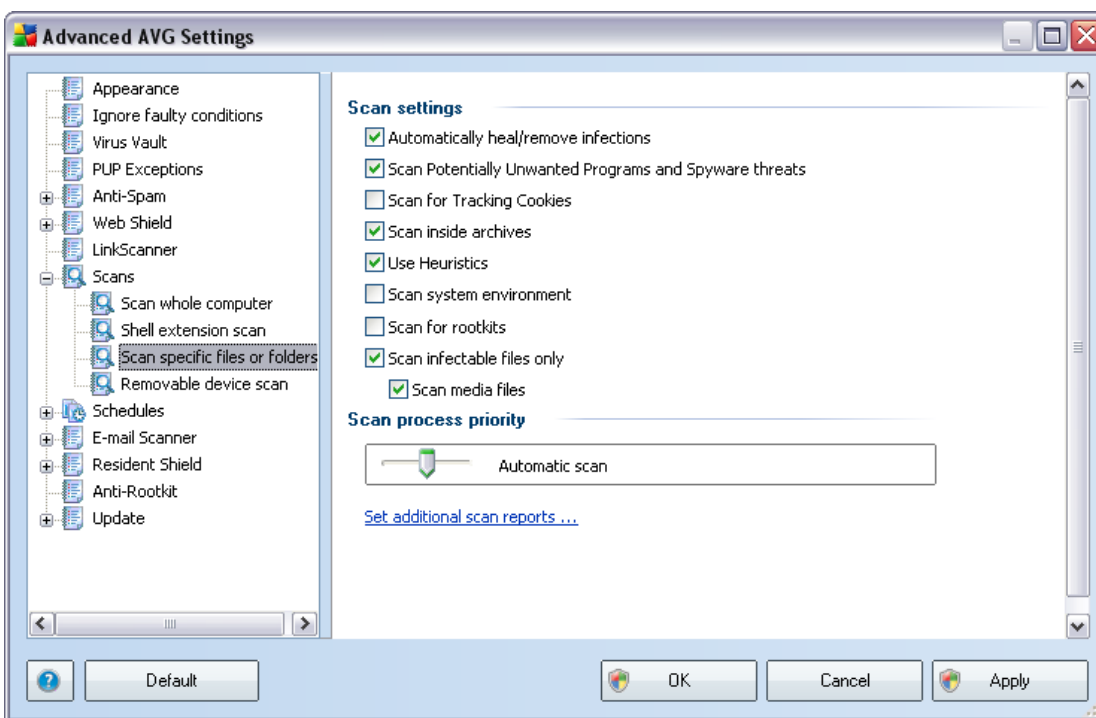 Advanced AVG Settings
Appearance
Ignore faulty conditions
Virus Vault
PUP Exceptions
Anti-Spam
Web Shield
LinkScanner
Scans
Scan whole computer
Shell extension scan
Scan specific files or folders
Removable device scan
Schedules
E-mail Scanner
Resident Shield
Anti-Rootkit
Update
Scan settings
Automatically heal/remove infections
Scan Potentially Unwanted Programs and Spyware threats
Scan for Tracking Cookies
Scan inside archives
Use Heuristics
Scan system environment
Scan for rootkits
Scan infectable files only
Scan media files
Scan process priority
Automatic scan
Set additional scan reports ...
?
Default
OK
Cancel
Apply